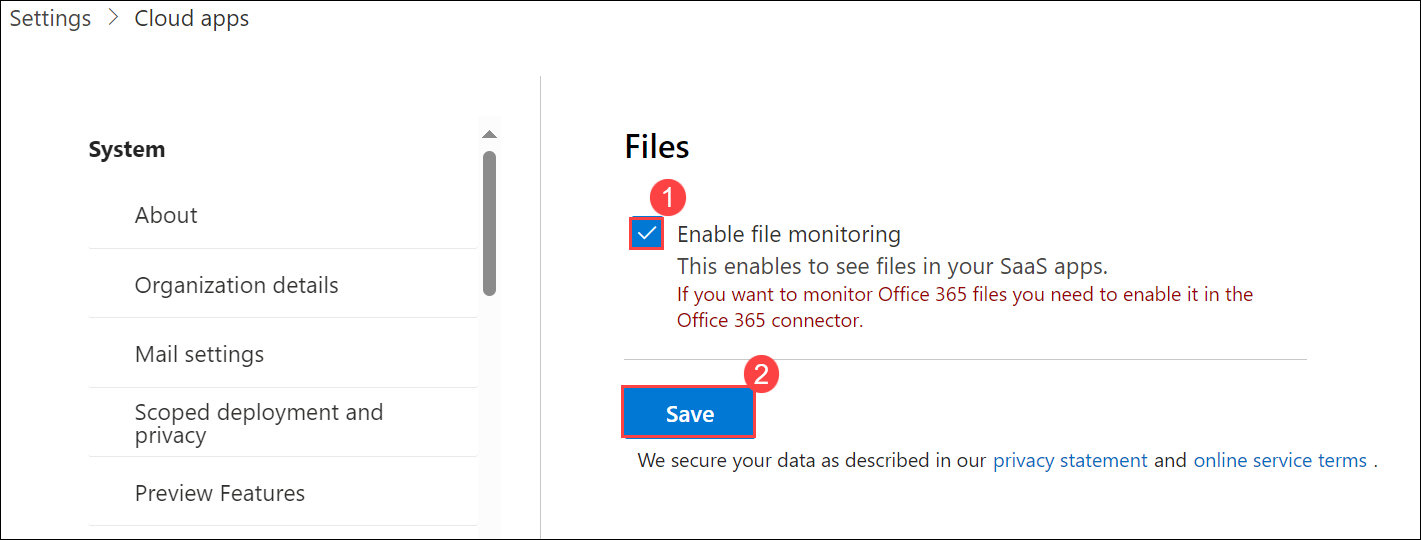 Settings > Cloud apps
System
About
Organization details
Mail settings
Scoped deployment and
privacy
Preview Features
Files
1
Enable file monitoring
This enables to see files in your SaaS apps.
If you want to monitor Office 365 files you need to enable it in the
Office 365 connector.
2
Save
We secure your data as described in our privacy statement and online service terms .